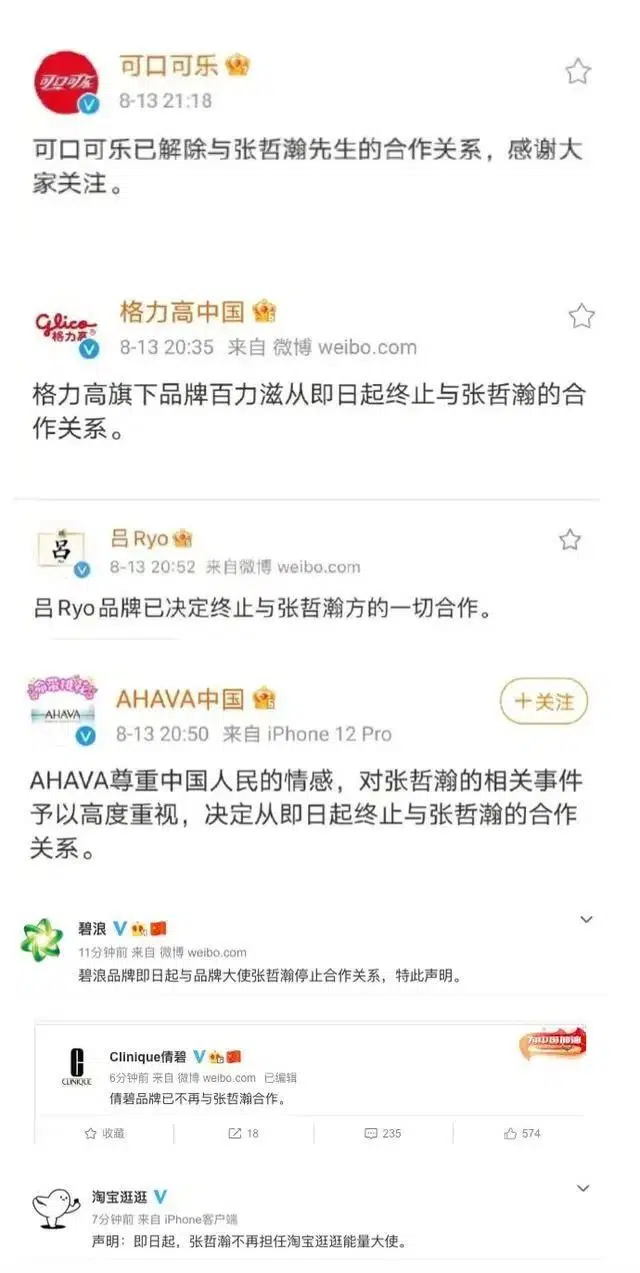 可口可乐
可口可乐
8-13 21:18
可口可乐已解除与张哲瀚先生的合作关系，感谢大
家关注。
Glico
格力高
格力高中国
8-13 20:35 来自 微博 weibo.com
格力高旗下品牌百力滋从即日起终止与张哲瀚的合
作关系。
吕
吕Ryo
8-13 20:52 来自微博 weibo.com
吕Ryo品牌已决定终止与张哲瀚方的一切合作。
AHAVA
AHAVA中国
+关注
8-13 20:50 来自 iPhone 12 Pro
AHAVA尊重中国人民的情感，对张哲瀚的相关事件
予以高度重视，决定从即日起终止与张哲瀚的合作
关系。
碧浪
11分钟前 来自 微博 weibo.com
碧浪品牌即日起与品牌大使张哲瀚停止合作关系，特此声明。
CLINIQUE
Clinique倩碧
为中国加油
6分钟前 来自 微博 weibo.com 已编辑
倩碧品牌已不再与张哲瀚合作。
收藏 18 235 574
淘宝逛逛
7分钟前 来自 iPhone客户端
声明：即日起，张哲瀚不再担任淘宝逛逛能量大使。